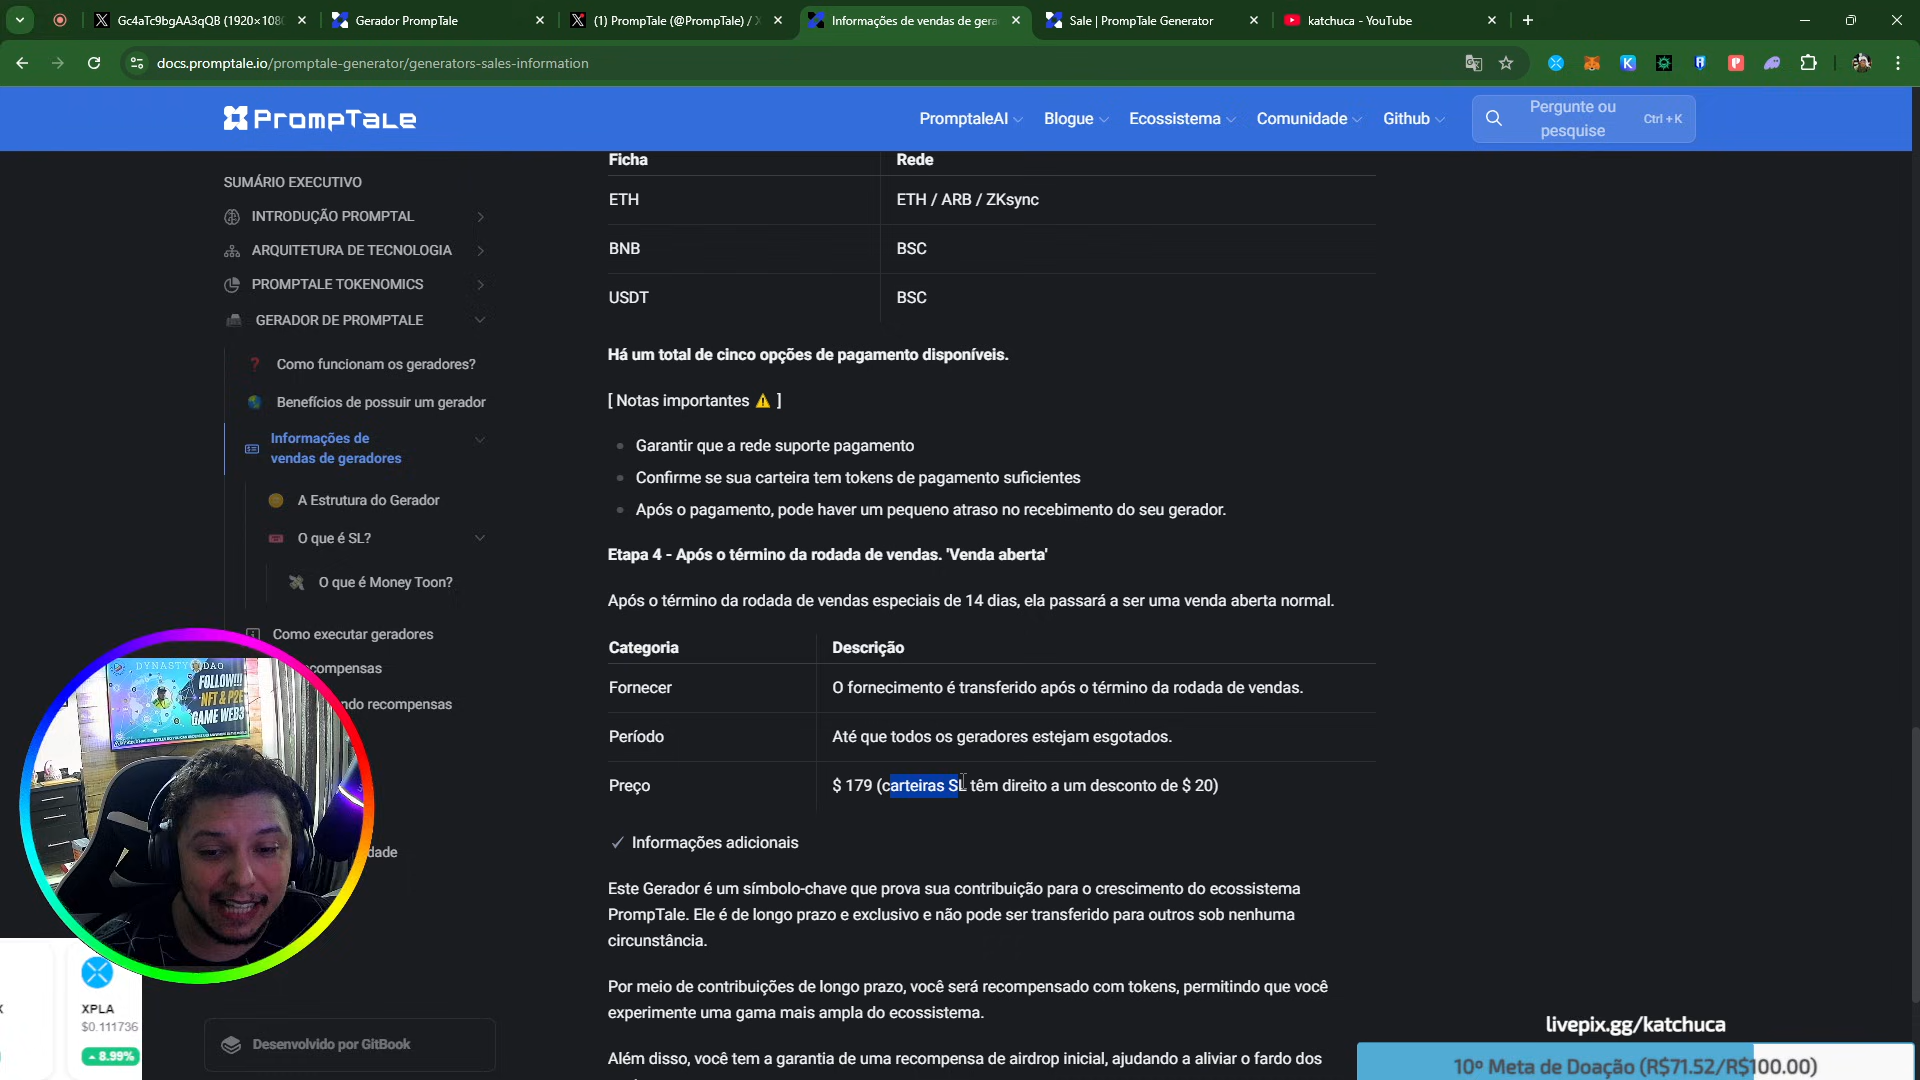 Gc4aTc9bgAA3qQB (1920×108
Gerador PrompTale
(1) PrompTale (@PrompTale) / X
Informações de vendas de gera
Sale | PrompTale Generator
katchuca - YouTube
docs.promptale.io/promptale-generator/generators-sales-information
PrompTale
PromptaleAI
Blogue
Ecossistema
Comunidade
Github
Pergunte ou
pesquise
Ctrl + K
SUMÁRIO EXECUTIVO
INTRODUÇÃO PROMPTAL
ARQUITETURA DE TECNOLOGIA
PROMPTALE TOKENOMICS
GERADOR DE PROMPTALE
Como funcionam os geradores?
Benefícios de possuir um gerador
Informações de
vendas de geradores
A Estrutura do Gerador
O que é SL?
O que é Money Toon?
Como executar geradores
compensas
ndo recompensas
dade
Desenvolvido por GitBook
Ficha Rede
ETH ETH / ARB / ZKsync
BNB BSC
USDT BSC
Há um total de cinco opções de pagamento disponíveis.
[ Notas importantes ⚠ ]
Garantir que a rede suporte pagamento
Confirme se sua carteira tem tokens de pagamento suficientes
Após o pagamento, pode haver um pequeno atraso no recebimento do seu gerador.
Etapa 4 - Após o término da rodada de vendas. 'Venda aberta'
Após o término da rodada de vendas especiais de 14 dias, ela passará a ser uma venda aberta normal.
Categoria Descrição
Fornecer O fornecimento é transferido após o término da rodada de vendas.
Período Até que todos os geradores estejam esgotados.
Preço $ 179 (carteiras SL têm direito a um desconto de $ 20)
✓ Informações adicionais
Este Gerador é um símbolo-chave que prova sua contribuição para o crescimento do ecossistema
PrompTale. Ele é de longo prazo e exclusivo e não pode ser transferido para outros sob nenhuma
circunstância.
Por meio de contribuições de longo prazo, você será recompensado com tokens, permitindo que você
experimente uma gama mais ampla do ecossistema.
Além disso, você tem a garantia de uma recompensa de airdrop inicial, ajudando a aliviar o fardo dos
DYNASTY DAO
FOLLOW!!!
NFT & P2E
GAME WEB3
XPLA
$0.111736
8.99%
livepix.gg/katchuca
10º Meta de Doação (R$71.52/R$100.00)